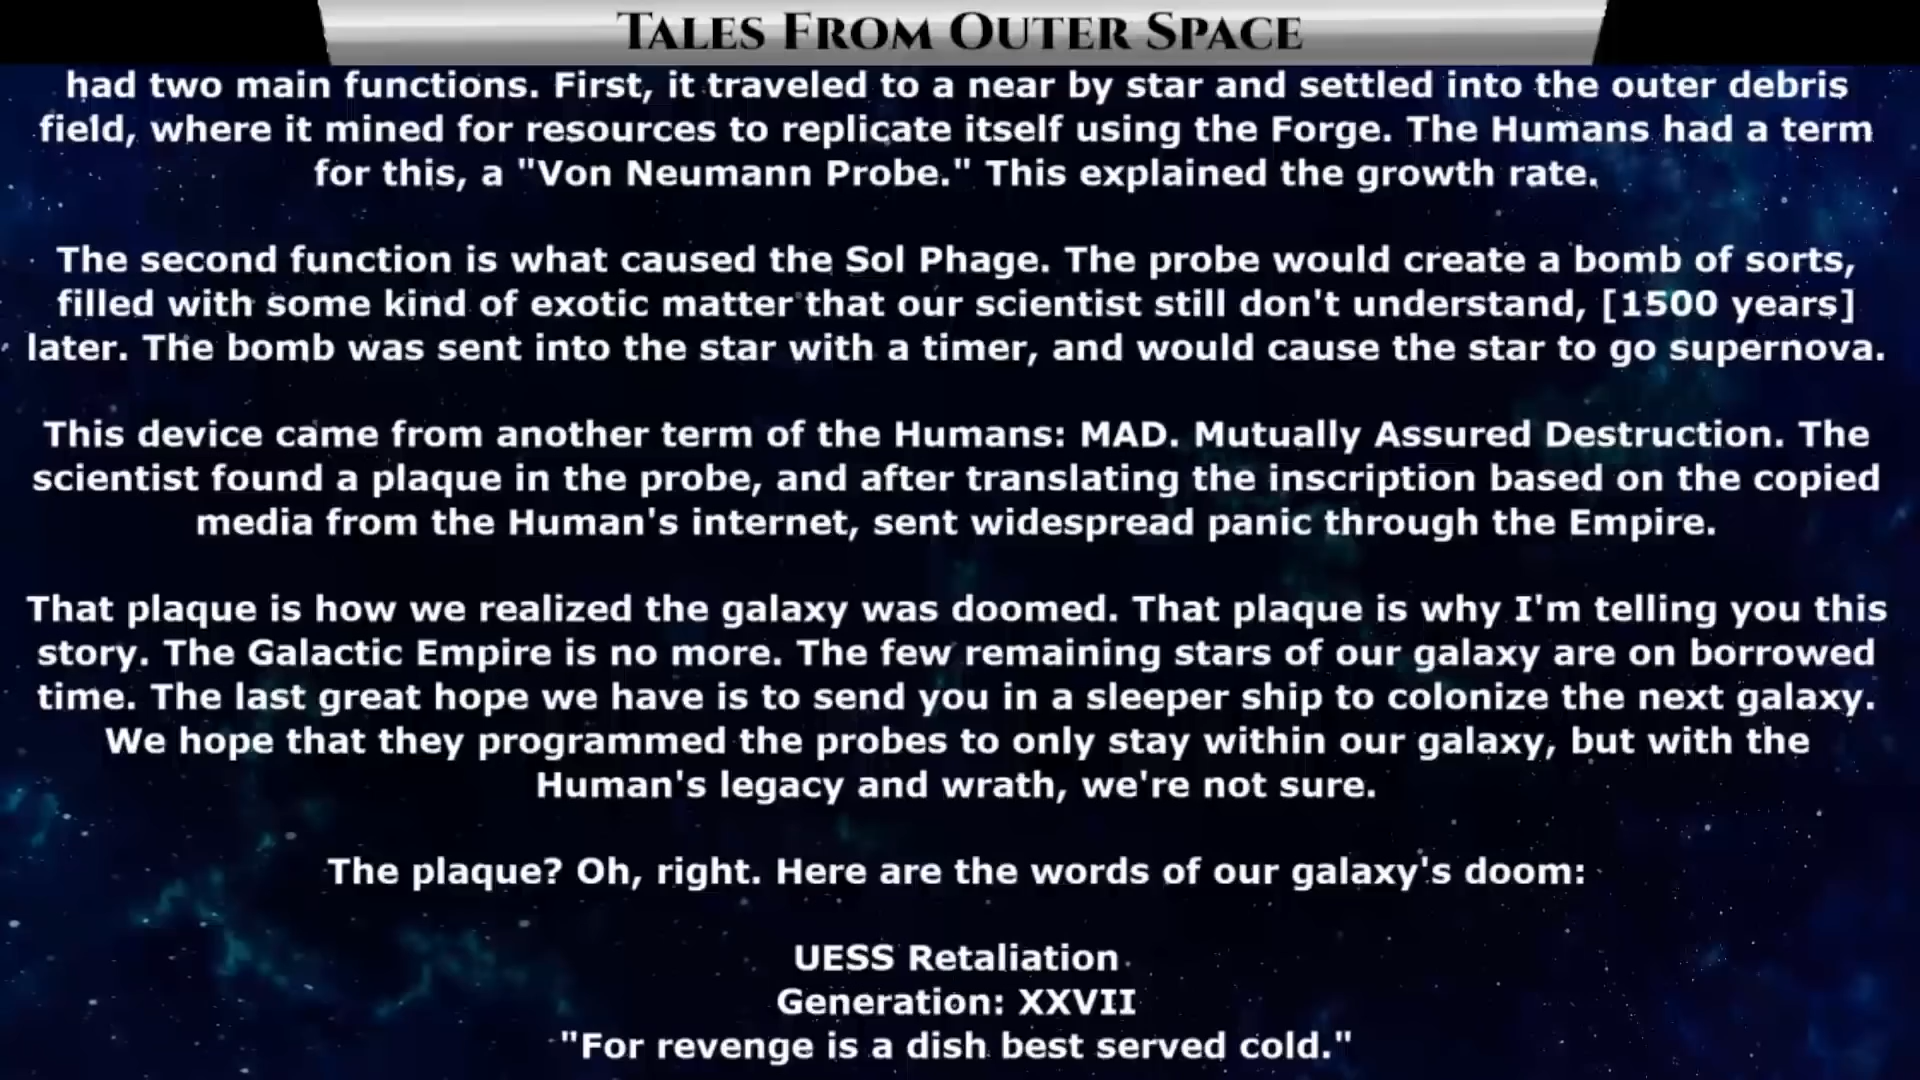 Tales From Outer Space
had two main functions. First, it traveled to a near by star and settled into the outer debris
field, where it mined for resources to replicate itself using the Forge. The Humans had a term
for this, a "Von Neumann Probe." This explained the growth rate.
The second function is what caused the Sol Phage. The probe would create a bomb of sorts,
filled with some kind of exotic matter that our scientist still don't understand, [1500 years]
later. The bomb was sent into the star with a timer, and would cause the star to go supernova.
This device came from another term of the Humans: MAD. Mutually Assured Destruction. The
scientist found a plaque in the probe, and after translating the inscription based on the copied
media from the Human's internet, sent widespread panic through the Empire.
That plaque is how we realized the galaxy was doomed. That plaque is why I'm telling you this
story. The Galactic Empire is no more. The few remaining stars of our galaxy are on borrowed
time. The last great hope we have is to send you in a sleeper ship to colonize the next galaxy.
We hope that they programmed the probes to only stay within our galaxy, but with the
Human's legacy and wrath, we're not sure.
The plaque? Oh, right. Here are the words of our galaxy's doom:
UESS Retaliation
Generation: XXVII
"For revenge is a dish best served cold."